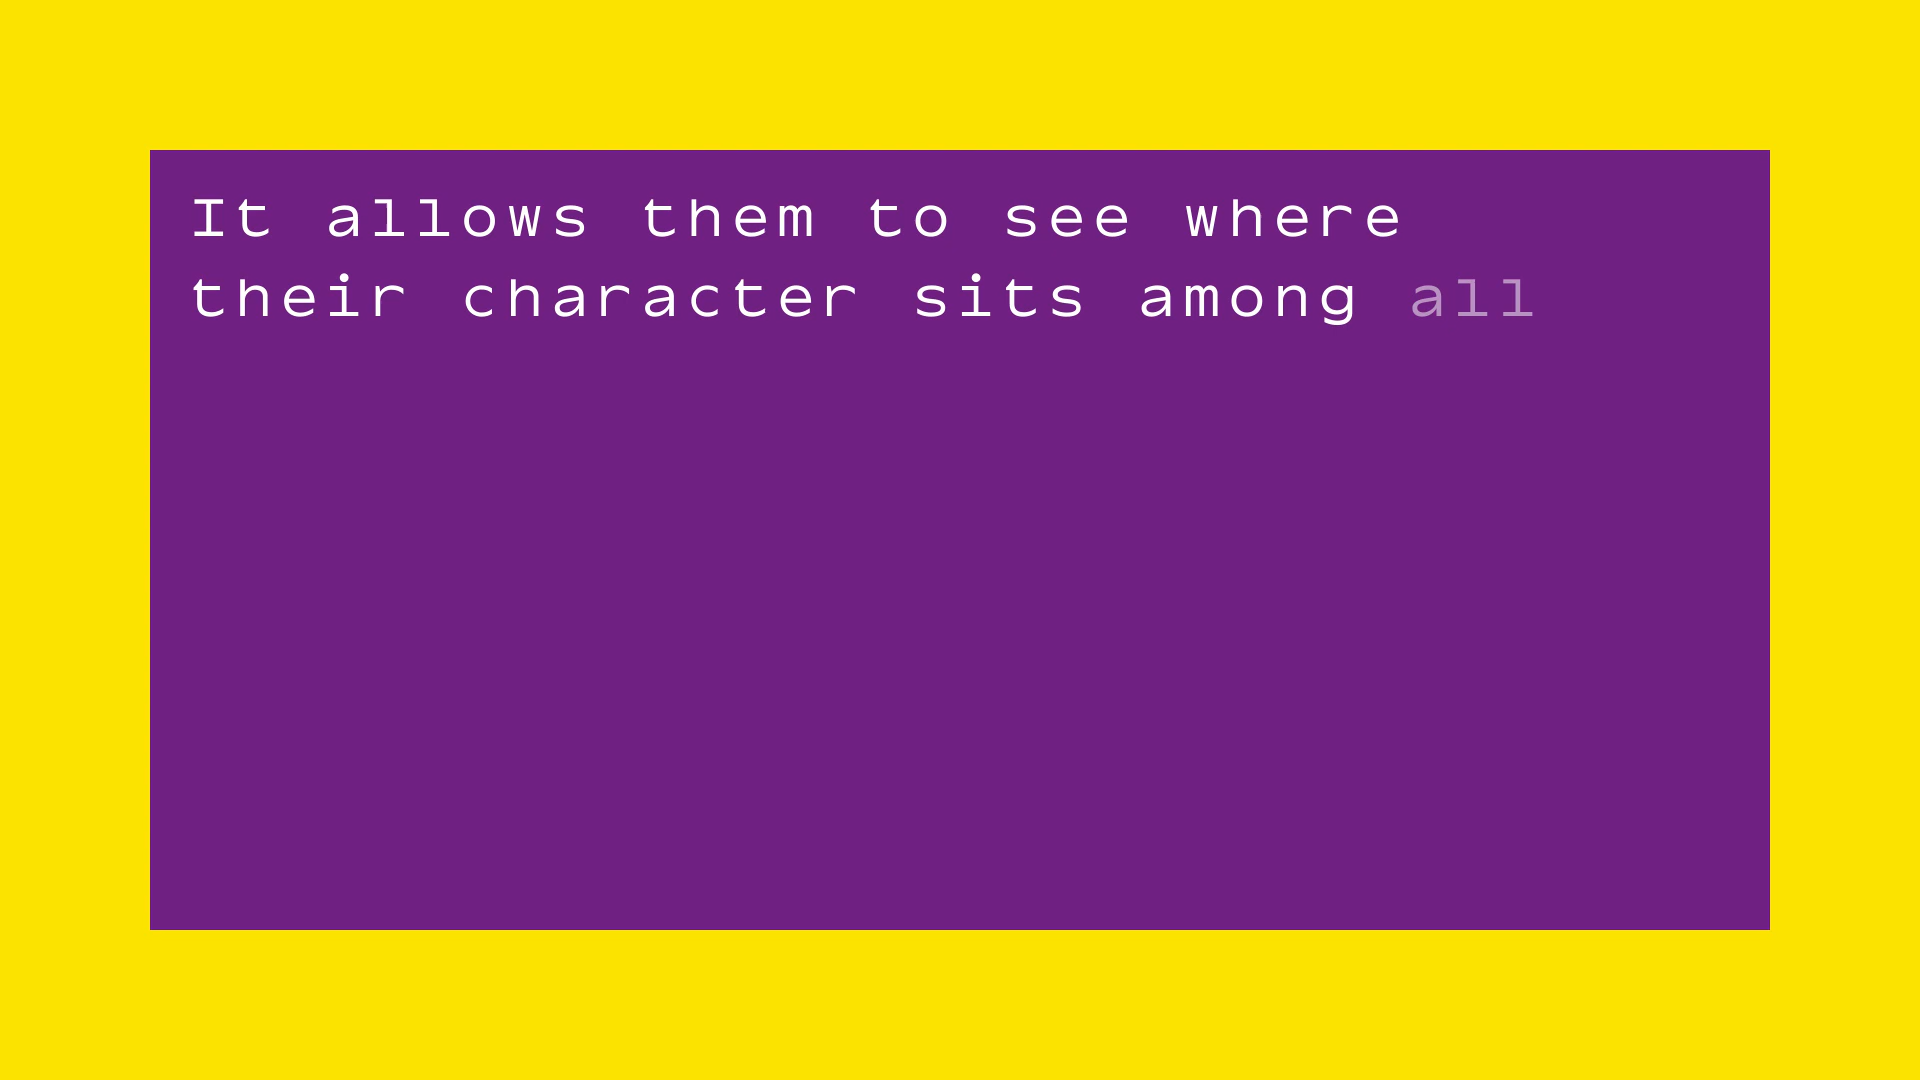 It allows them to see where
their character sits among all